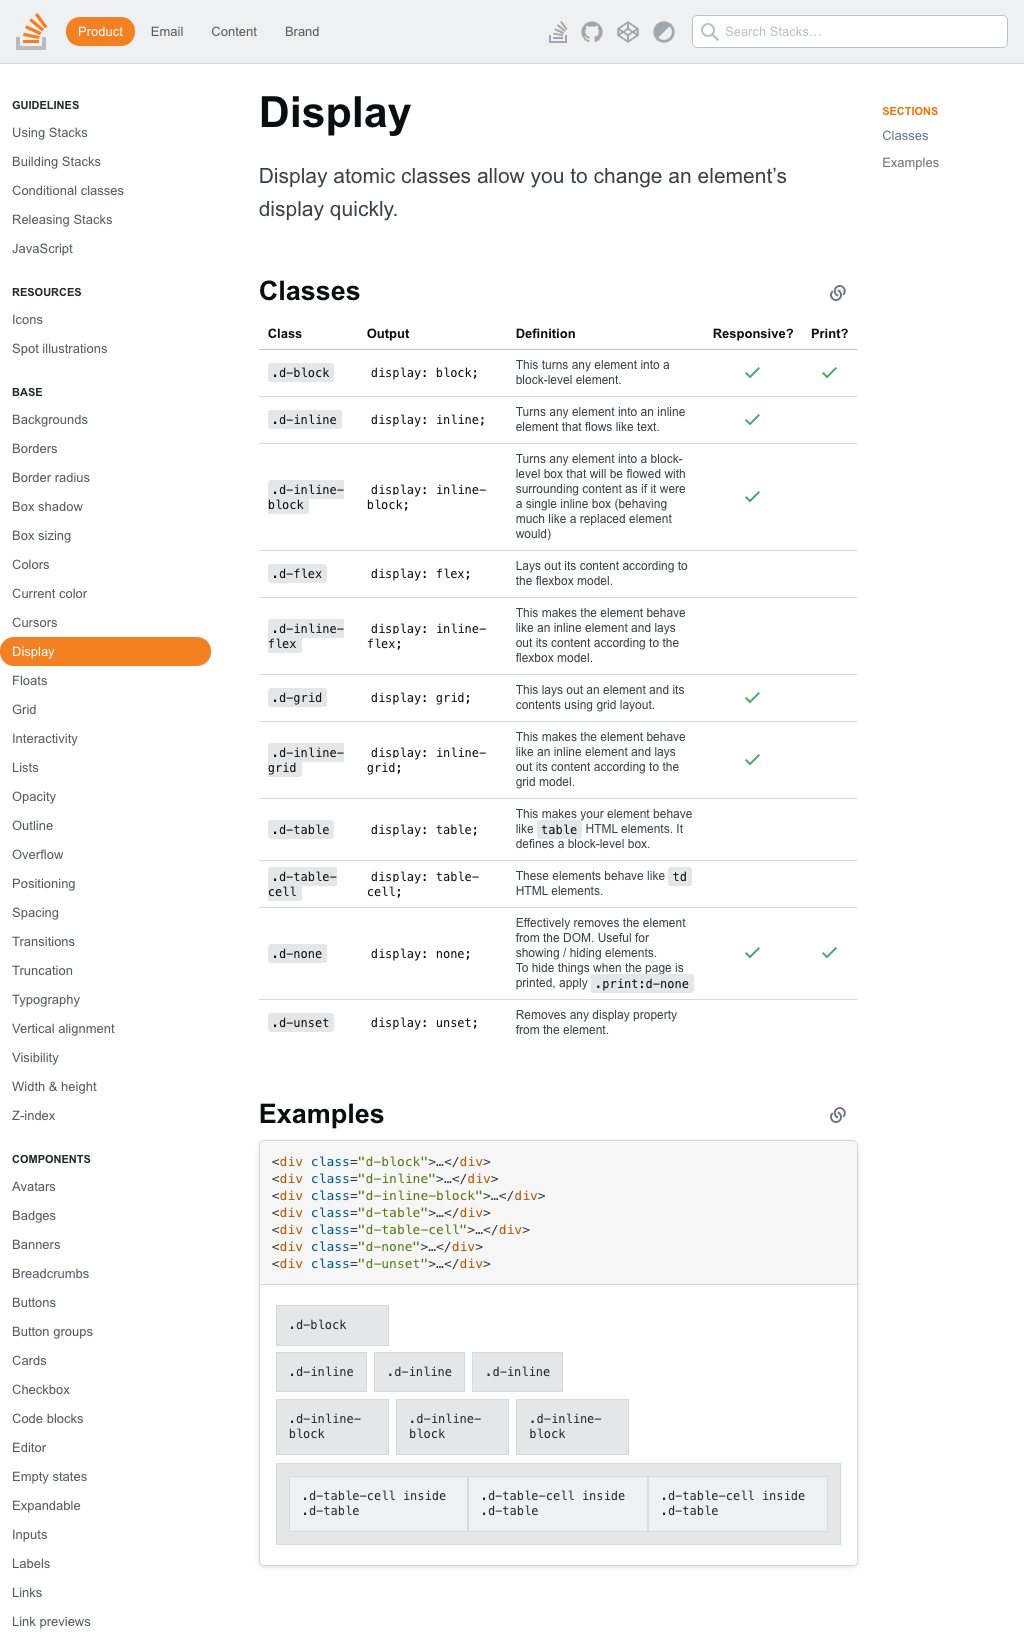 Product
Email
Content
Brand
Search Stacks…
GUIDELINES
Using Stacks
Building Stacks
Conditional classes
Releasing Stacks
JavaScript
RESOURCES
Icons
Spot illustrations
BASE
Backgrounds
Borders
Border radius
Box shadow
Box sizing
Colors
Current color
Cursors
Display
Floats
Grid
Interactivity
Lists
Opacity
Outline
Overflow
Positioning
Spacing
Transitions
Truncation
Typography
Vertical alignment
Visibility
Width & height
Z-index
COMPONENTS
Avatars
Badges
Banners
Breadcrumbs
Buttons
Button groups
Cards
Checkbox
Code blocks
Editor
Empty states
Expandable
Inputs
Labels
Links
Link previews
Display
Display atomic classes allow you to change an element’s
display quickly.
Classes
Class Output Definition Responsive? Print?
.d-block
display: block;
This turns any element into a
block-level element.
.d-inline
display: inline;
Turns any element into an inline
element that flows like text.
.d-inline-
block
display: inline-
block;
Turns any element into a block-
level box that will be flowed with
surrounding content as if it were
a single inline box (behaving
much like a replaced element
would)
.d-flex
display: flex;
Lays out its content according to
the flexbox model.
.d-inline-
flex
display: inline-
flex;
This makes the element behave
like an inline element and lays
out its content according to the
flexbox model.
.d-grid
display: grid;
This lays out an element and its
contents using grid layout.
.d-inline-
grid
display: inline-
grid;
This makes the element behave
like an inline element and lays
out its content according to the
grid model.
.d-table
display: table;
This makes your element behave
like table HTML elements. It
defines a block-level box.
.d-table-
cell
display: table-
cell;
These elements behave like td
HTML elements.
.d-none
display: none;
Effectively removes the element
from the DOM. Useful for
showing / hiding elements.
To hide things when the page is
printed, apply .print:d-none
.d-unset
display: unset;
Removes any display property
from the element.
Examples
<div class="d-block">…</div>
<div class="d-inline">…</div>
<div class="d-inline-block">…</div>
<div class="d-table">…</div>
<div class="d-table-cell">…</div>
<div class="d-none">…</div>
<div class="d-unset">…</div>
.d-block
.d-inline .d-inline .d-inline
.d-inline-
block
.d-inline-
block
.d-inline-
block
.d-table-cell inside
.d-table
.d-table-cell inside
.d-table
.d-table-cell inside
.d-table
SECTIONS
Classes
Examples